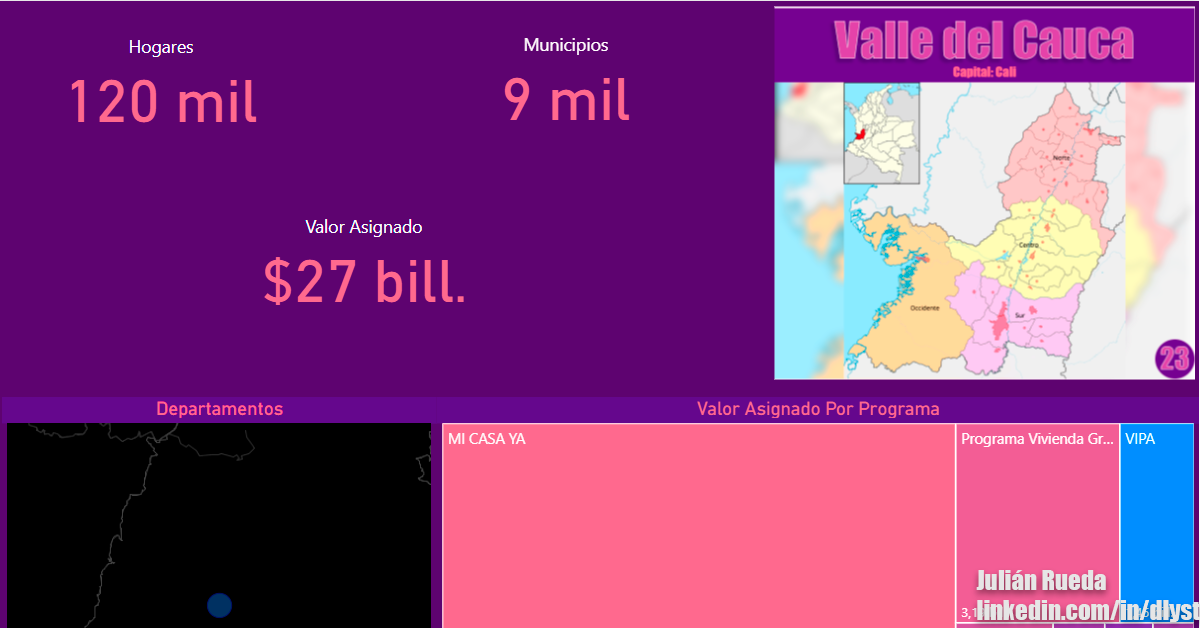 Hogares
120 mil
Municipios
9 mil
Valor Asignado
$27 bill.
Valle del Cauca
Capital: Cali
Norte
Centro
Occidente
Sur
23
Departamentos
Valor Asignado Por Programa
MI CASA YA
Programa Vivienda Gr...
VIPA
Julián Rueda
linkedin.com/in/dlyst